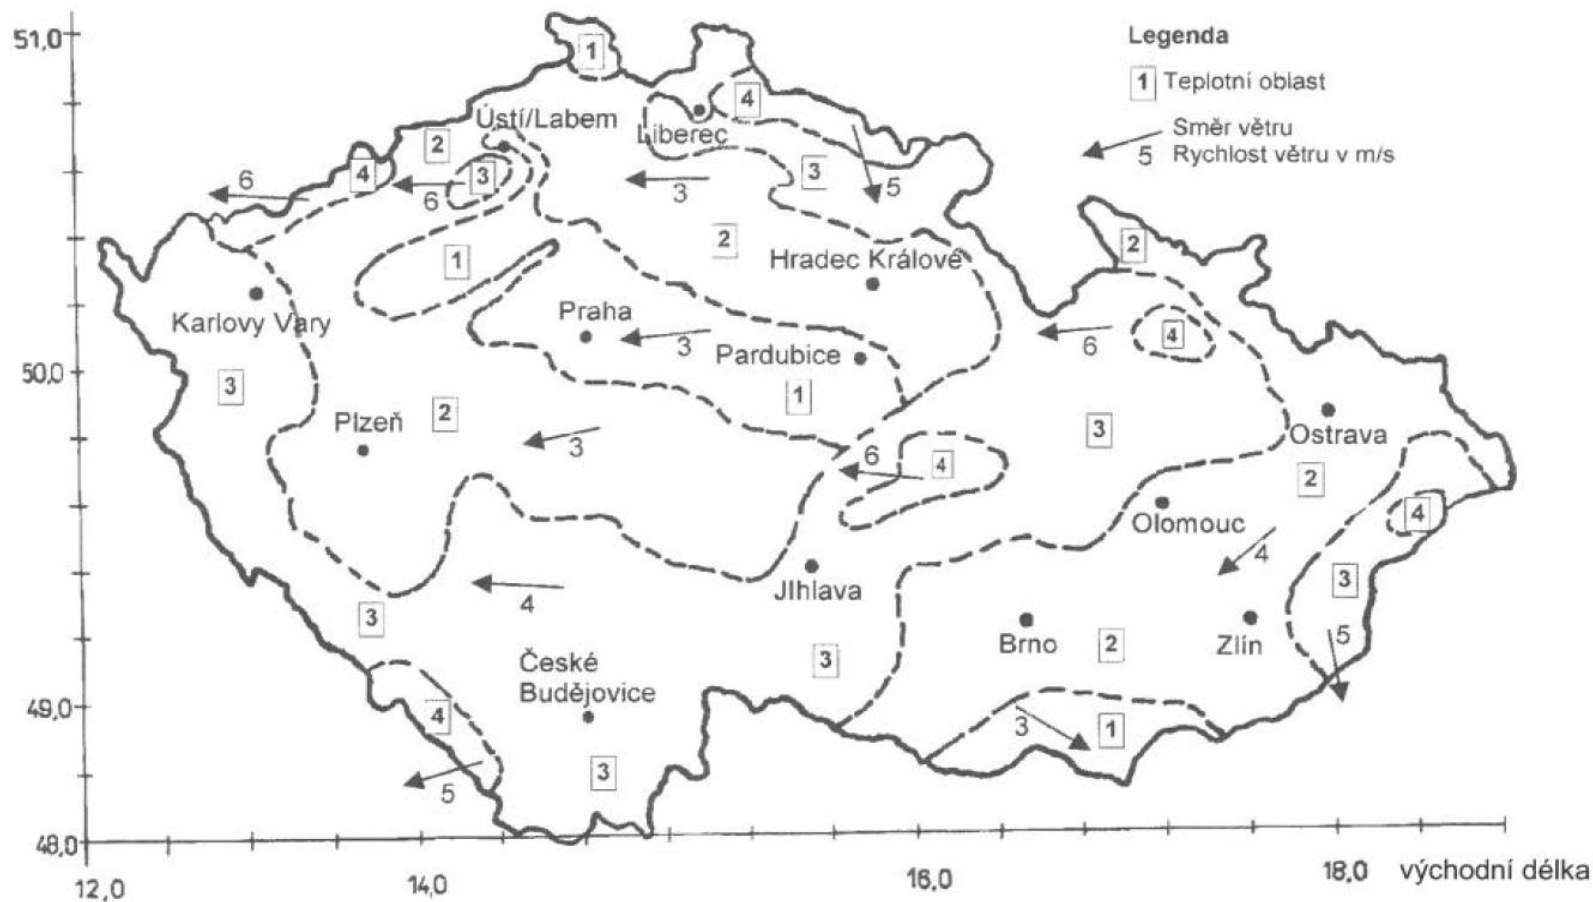 51,0
1
Legenda
1 Teplotní oblast
4
Ústí/Labem
Liberec
Směr větru
5 Rychlost větru v m/s
2
4
3
3
6
6
3
5
2
2
1
Hradec Králové
Karlovy Vary
Praha
4
6
3
Pardubice
50,0
3
1
2
Plzeň
3
3
Ostrava
6
4
2
4
Olomouc
4
JIhlava
3
4
3
3
Brno
2
Zlín
5
České
Budějovice
3
49,0
4
3
1
3
5
48,0
12,0
14,0
16,0
18,0
východní délka